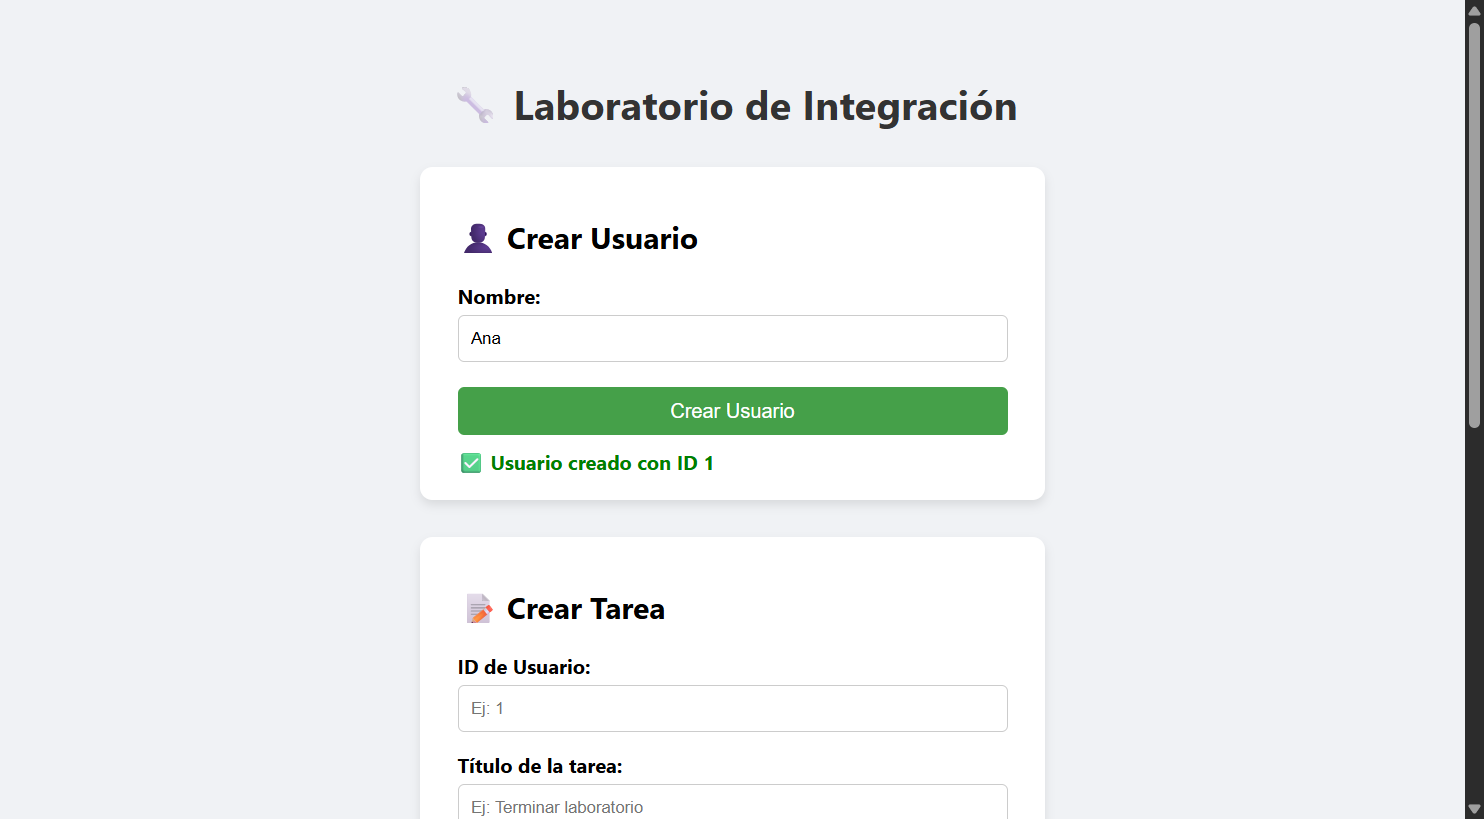 Laboratorio de Integración
Crear Usuario
Nombre:
Ana
Crear Usuario
Usuario creado con ID 1
Crear Tarea
ID de Usuario:
Ej: 1
Título de la tarea:
Ej: Terminar laboratorio